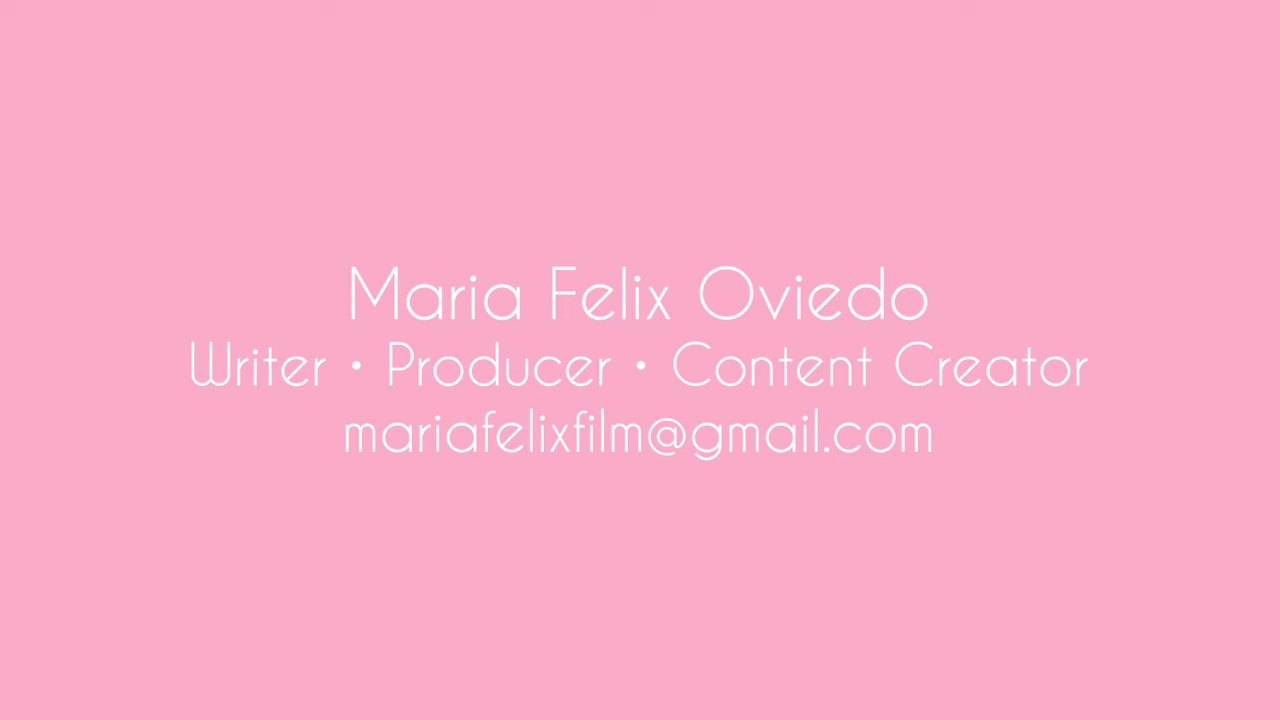 Maria Felix Oviedo
Writer • Producer • Content Creator
mariafelixfilm@gmail.com